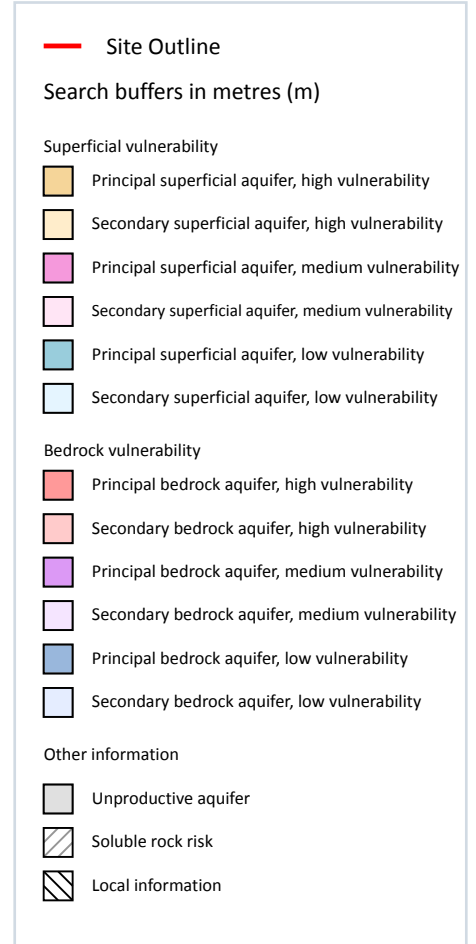 Site Outline
Search buffers in metres (m)
Superficial vulnerability
Principal superficial aquifer, high vulnerability
Secondary superficial aquifer, high vulnerability
Principal superficial aquifer, medium vulnerability
Secondary superficial aquifer, medium vulnerability
Principal superficial aquifer, low vulnerability
Secondary superficial aquifer, low vulnerability
Bedrock vulnerability
Principal bedrock aquifer, high vulnerability
Secondary bedrock aquifer, high vulnerability
Principal bedrock aquifer, medium vulnerability
Secondary bedrock aquifer, medium vulnerability
Principal bedrock aquifer, low vulnerability
Secondary bedrock aquifer, low vulnerability
Other information
Unproductive aquifer
Soluble rock risk
Local information